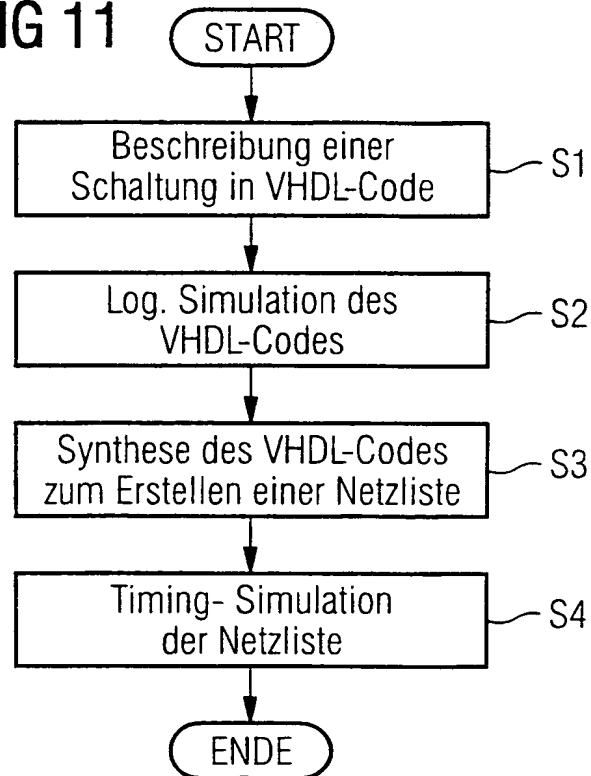 IG 11
START
Beschreibung einer
Schaltung in VHDL-Code
S1
Log. Simulation des
VHDL-Codes
S2
Synthese des VHDL-Codes
zum Erstellen einer Netzliste
S3
Timing- Simulation
der Netzliste
S4
ENDE